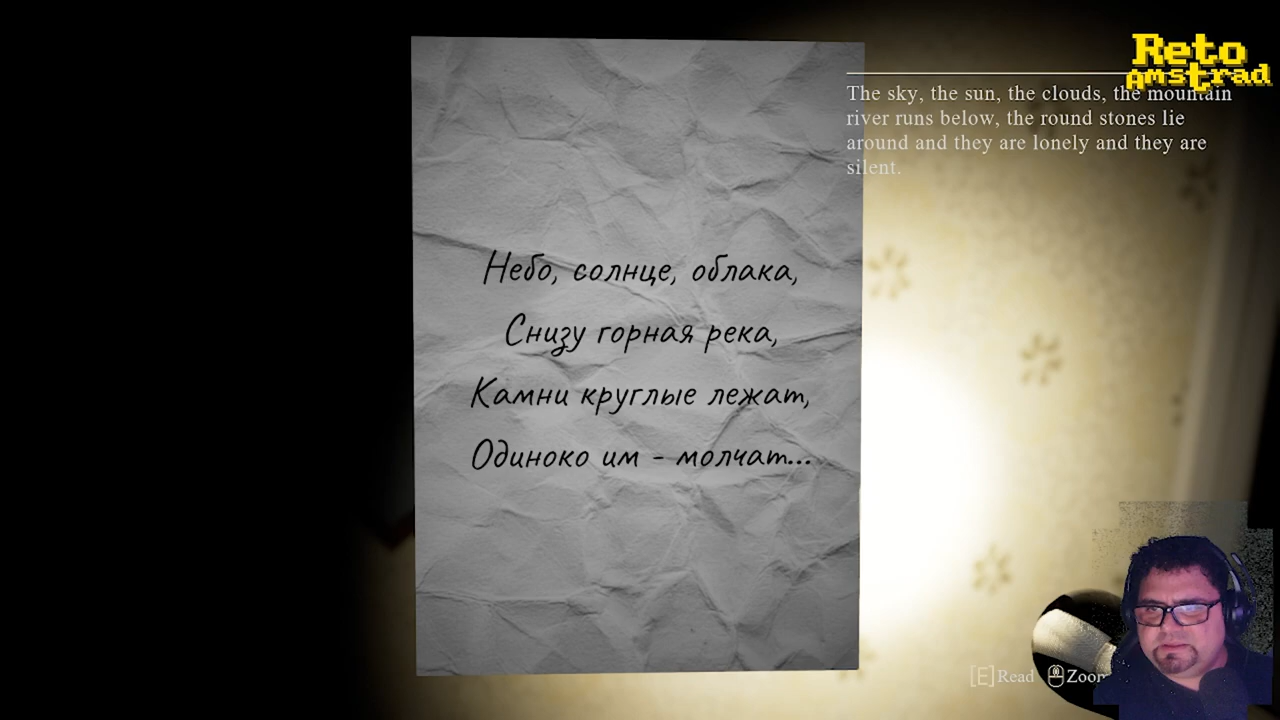 Reto
Amstrad
The sky, the sun, the clouds, the mountain
river runs below, the round stones lie
around and they are lonely and they are
silent.
Небо, солнце, облака,
Снизу горная река,
Камни круглые лежат,
Одиноко им - молчат...
[E]Read